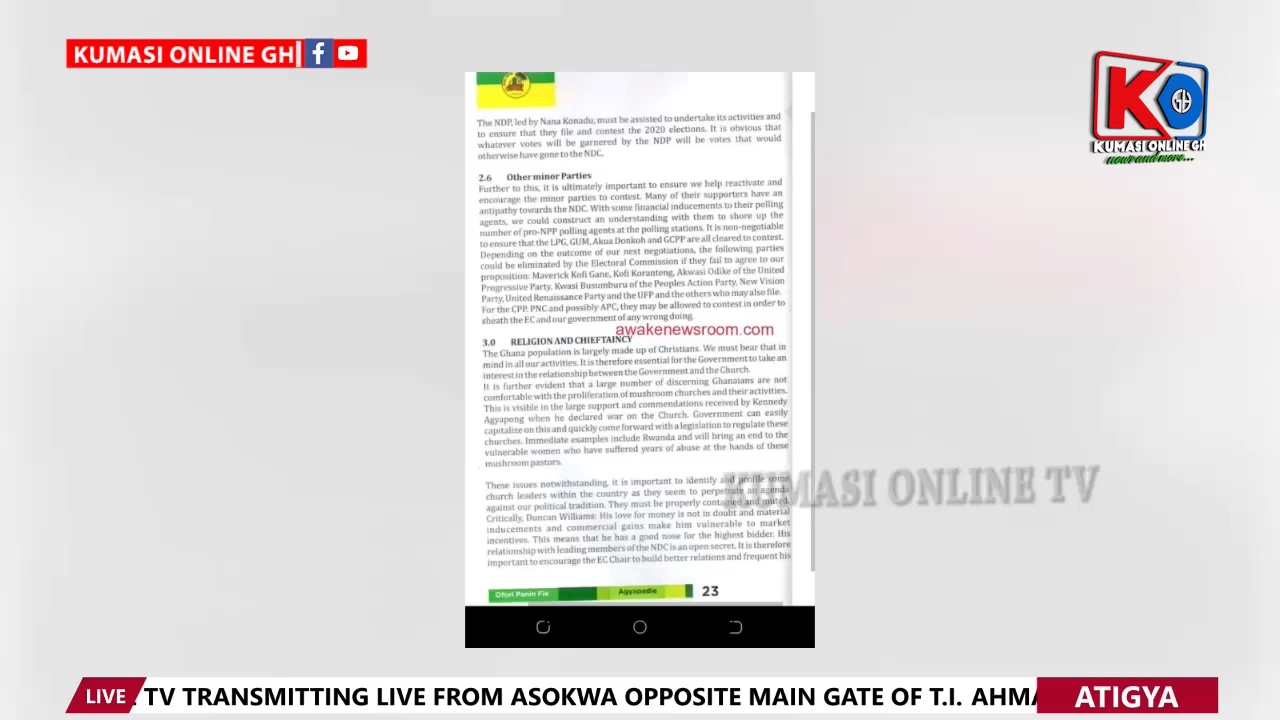 KUMASI ONLINE GH
KO
GH
KUMASI ONLINE GH
news and more...
The NDP, led by Nana Konadu, must be assisted to undertake its activities and
to ensure that they file and contest the 2020 elections. It is obvious that
whatever votes will be garnered by the NDP will be votes that would
otherwise have gone to the NDC.
2.6 Other minor Parties
Further to this, it is ultimately important to ensure we help reactivate and
encourage the minor parties to contest. Many of their supporters have an
antipathy towards the NDC. With some financial inducements to their polling
agents, we could construct an understanding with them to shore up the
number of pro-NPP polling agents at the polling stations. It is non-negotiable
to ensure that the LPG, GUM, Akua Donkoh and GCPP are all cleared to contest.
Depending on the outcome of our next negotiations, the following parties
could be eliminated by the Electoral Commission if they fail to agree to our
proposition: Maverick Kofi Gane, Kofi Koranteng, Akwasi Odike of the United
Progressive Party, Kwasi Busumburu of the Peoples Action Party, New Vision
Party, United Renaissance Party and the UFP and the others who may also file.
For the CPP, PNC and possibly APC, they may be allowed to contest in order to
sheath the EC and our government of any wrong doing.
awakenewsroom.com
3.0 RELIGION AND CHIEFTAINCY
The Ghana population is largely made up of Christians. We must bear that in
mind in all our activities. It is therefore essential for the Government to take an
interest in the relationship between the Government and the Church.
It is further evident that a large number of discerning Ghanaians are not
comfortable with the proliferation of mushroom churches and their activities.
This is visible in the large support and commendations received by Kennedy
Agyapong when he declared war on the Church. Government can easily
capitalize on this and quickly come forward with a legislation to regulate these
churches. Immediate examples include Rwanda and will bring an end to the
vulnerable women who have suffered years of abuse at the hands of these
mushroom pastors.
These issues notwithstanding, it is important to identify and profile some
church leaders within the country as they seem to perpetrate an agenda
against our political tradition. They must be properly contained and muted.
Critically, Duncan Williams: His love for money is not in doubt and material
inducements and commercial gains make him vulnerable to market
incentives. This means that he has a good nose for the highest bidder. His
relationship with leading members of the NDC is an open secret. It is therefore
important to encourage the EC Chair to build better relations and frequent his
KUMASI ONLINE TV
Ofori Panin Fie Agyapadie 23
LIVE TV TRANSMITTING LIVE FROM ASOKWA OPPOSITE MAIN GATE OF T.I. AHMA ATIGYA